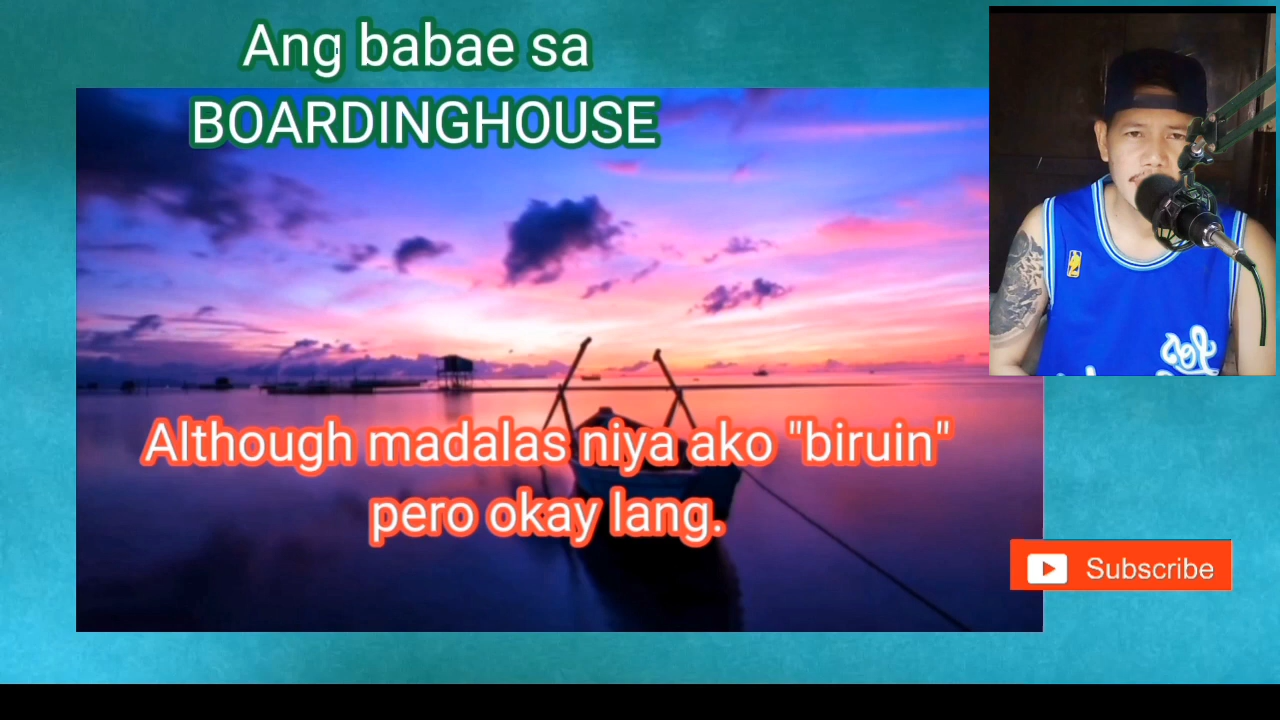 Ang babae sa
BOARDINGHOUSE
Although madalas niya ako "biruin"
pero okay lang.
Subscribe